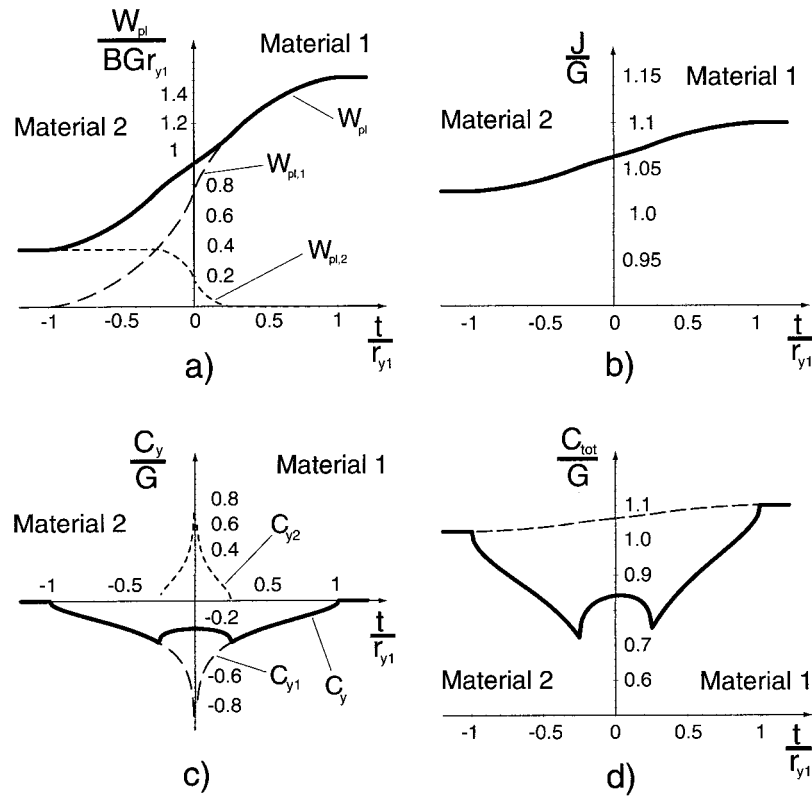 W_pl
BGr_y1
Material 1
1.4
1.2
1
0.8
0.6
0.4
0.2
Material 2
W_pl
W_pl,1
W_pl,2
-1 -0.5 0 0.5 1
t
r_y1
a)
J
G
1.15
Material 1
1.1
1.05
1.0
0.95
Material 2
-1 -0.5 0 0.5 1
t
r_y1
b)
C_y
G
Material 1
0.8
0.6
0.4
Material 2
C_y2
-1 -0.5 0.5 1
-0.2
-0.6
-0.8
t
r_y1
C_y1
C_y
c)
C_tot
G
1.1
1.0
0.9
0.8
0.7
0.6
Material 2
Material 1
-1 -0.5 0 0.5 1
t
r_y1
d)